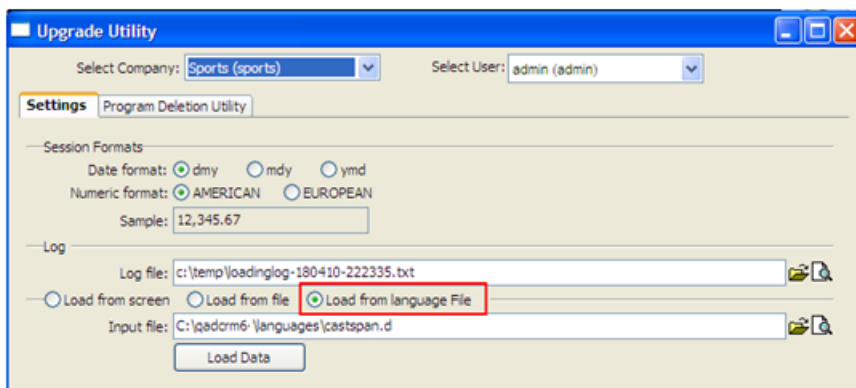 Upgrade Utility
Select Company: Sports (sports) Select User: admin (admin)
Settings Program Deletion Utility
Session Formats
Date format: dmy mdy ymd
Numeric format: AMERICAN EUROPEAN
Sample: 12,345.67
Log
Log file: c:\temp\loadinglog-180410-222335.txt
Load from screen Load from file Load from language File
Input file: C:\qadcrm6·\languages\castspan.d
Load Data